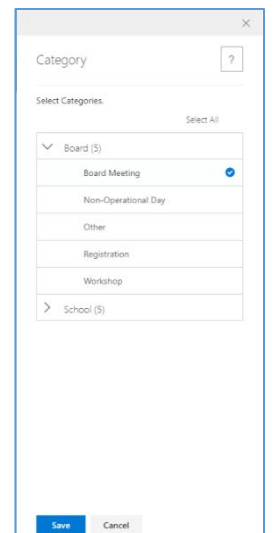 Category
?
Select Categories.
Select All
Board (5)
Board Meeting
Non-Operational Day
Other
Registration
Workshop
School (5)
Save Cancel